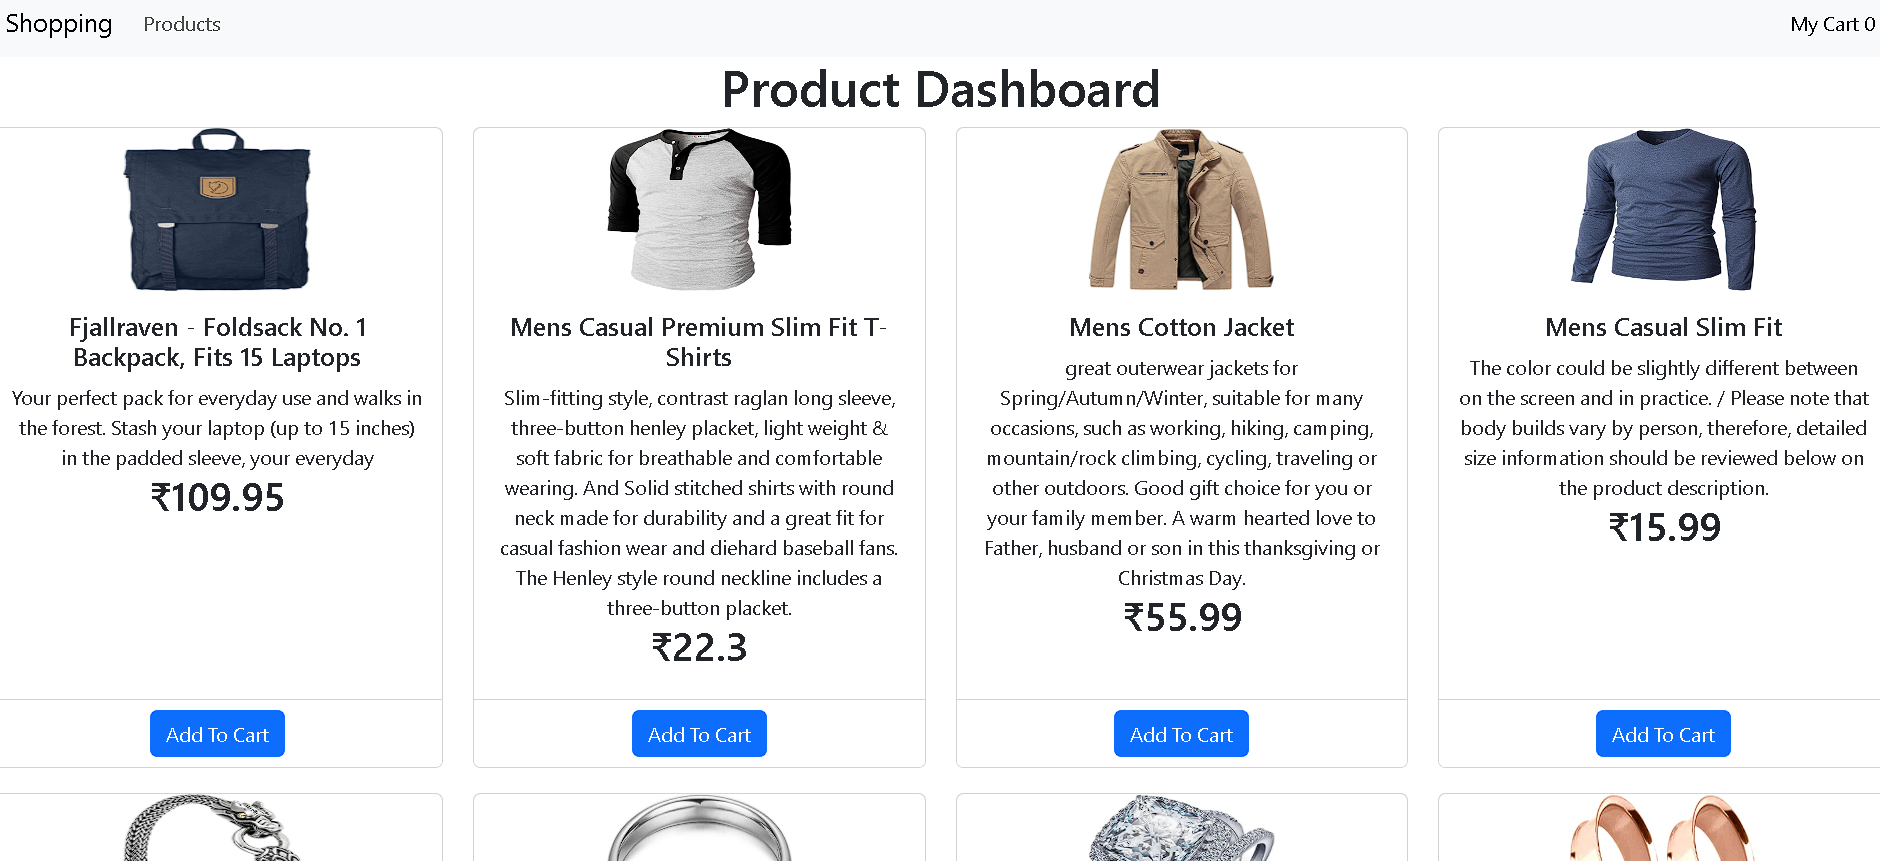 Shopping
Products
My Cart 0
Product Dashboard
Fjallraven - Foldsack No. 1
Backpack, Fits 15 Laptops
Your perfect pack for everyday use and walks in
the forest. Stash your laptop (up to 15 inches)
in the padded sleeve, your everyday
₹109.95
Add To Cart
Mens Casual Premium Slim Fit T-
Shirts
Slim-fitting style, contrast raglan long sleeve,
three-button henley placket, light weight &
soft fabric for breathable and comfortable
wearing. And Solid stitched shirts with round
neck made for durability and a great fit for
casual fashion wear and diehard baseball fans.
The Henley style round neckline includes a
three-button placket.
₹22.3
Add To Cart
Mens Cotton Jacket
great outerwear jackets for
Spring/Autumn/Winter, suitable for many
occasions, such as working, hiking, camping,
mountain/rock climbing, cycling, traveling or
other outdoors. Good gift choice for you or
your family member. A warm hearted love to
Father, husband or son in this thanksgiving or
Christmas Day.
₹55.99
Add To Cart
Mens Casual Slim Fit
The color could be slightly different between
on the screen and in practice. / Please note that
body builds vary by person, therefore, detailed
size information should be reviewed below on
the product description.
₹15.99
Add To Cart